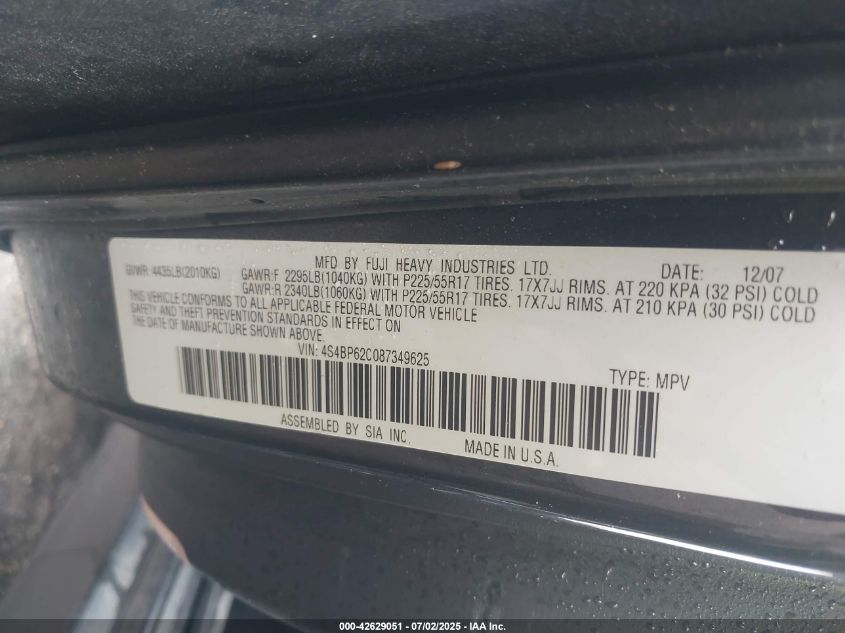 MFD BY FUJI HEAVY INDUSTRIES LTD. DATE: 12/07
GVWR: 4435LB(2010KG) GAWR:F 2295LB(1040KG) WITH P225/55R17 TIRES. 17X7JJ RIMS. AT 220 KPA (32 PSI) COLD
GAWR:R 2340LB(1060KG) WITH P225/55R17 TIRES. 17X7JJ RIMS. AT 210 KPA (30 PSI) COLD
THIS VEHICLE CONFORMS TO ALL APPLICABLE FEDERAL MOTOR VEHICLE
SAFETY AND THEFT PREVENTION STANDARDS IN EFFECT ON
THE DATE OF MANUFACTURE SHOWN ABOVE.
VIN: 4S4BP62C087349625 TYPE: MPV
ASSEMBLED BY SIA INC. MADE IN U.S.A.
000-42629051 - 07/02/2025 - IAA Inc.